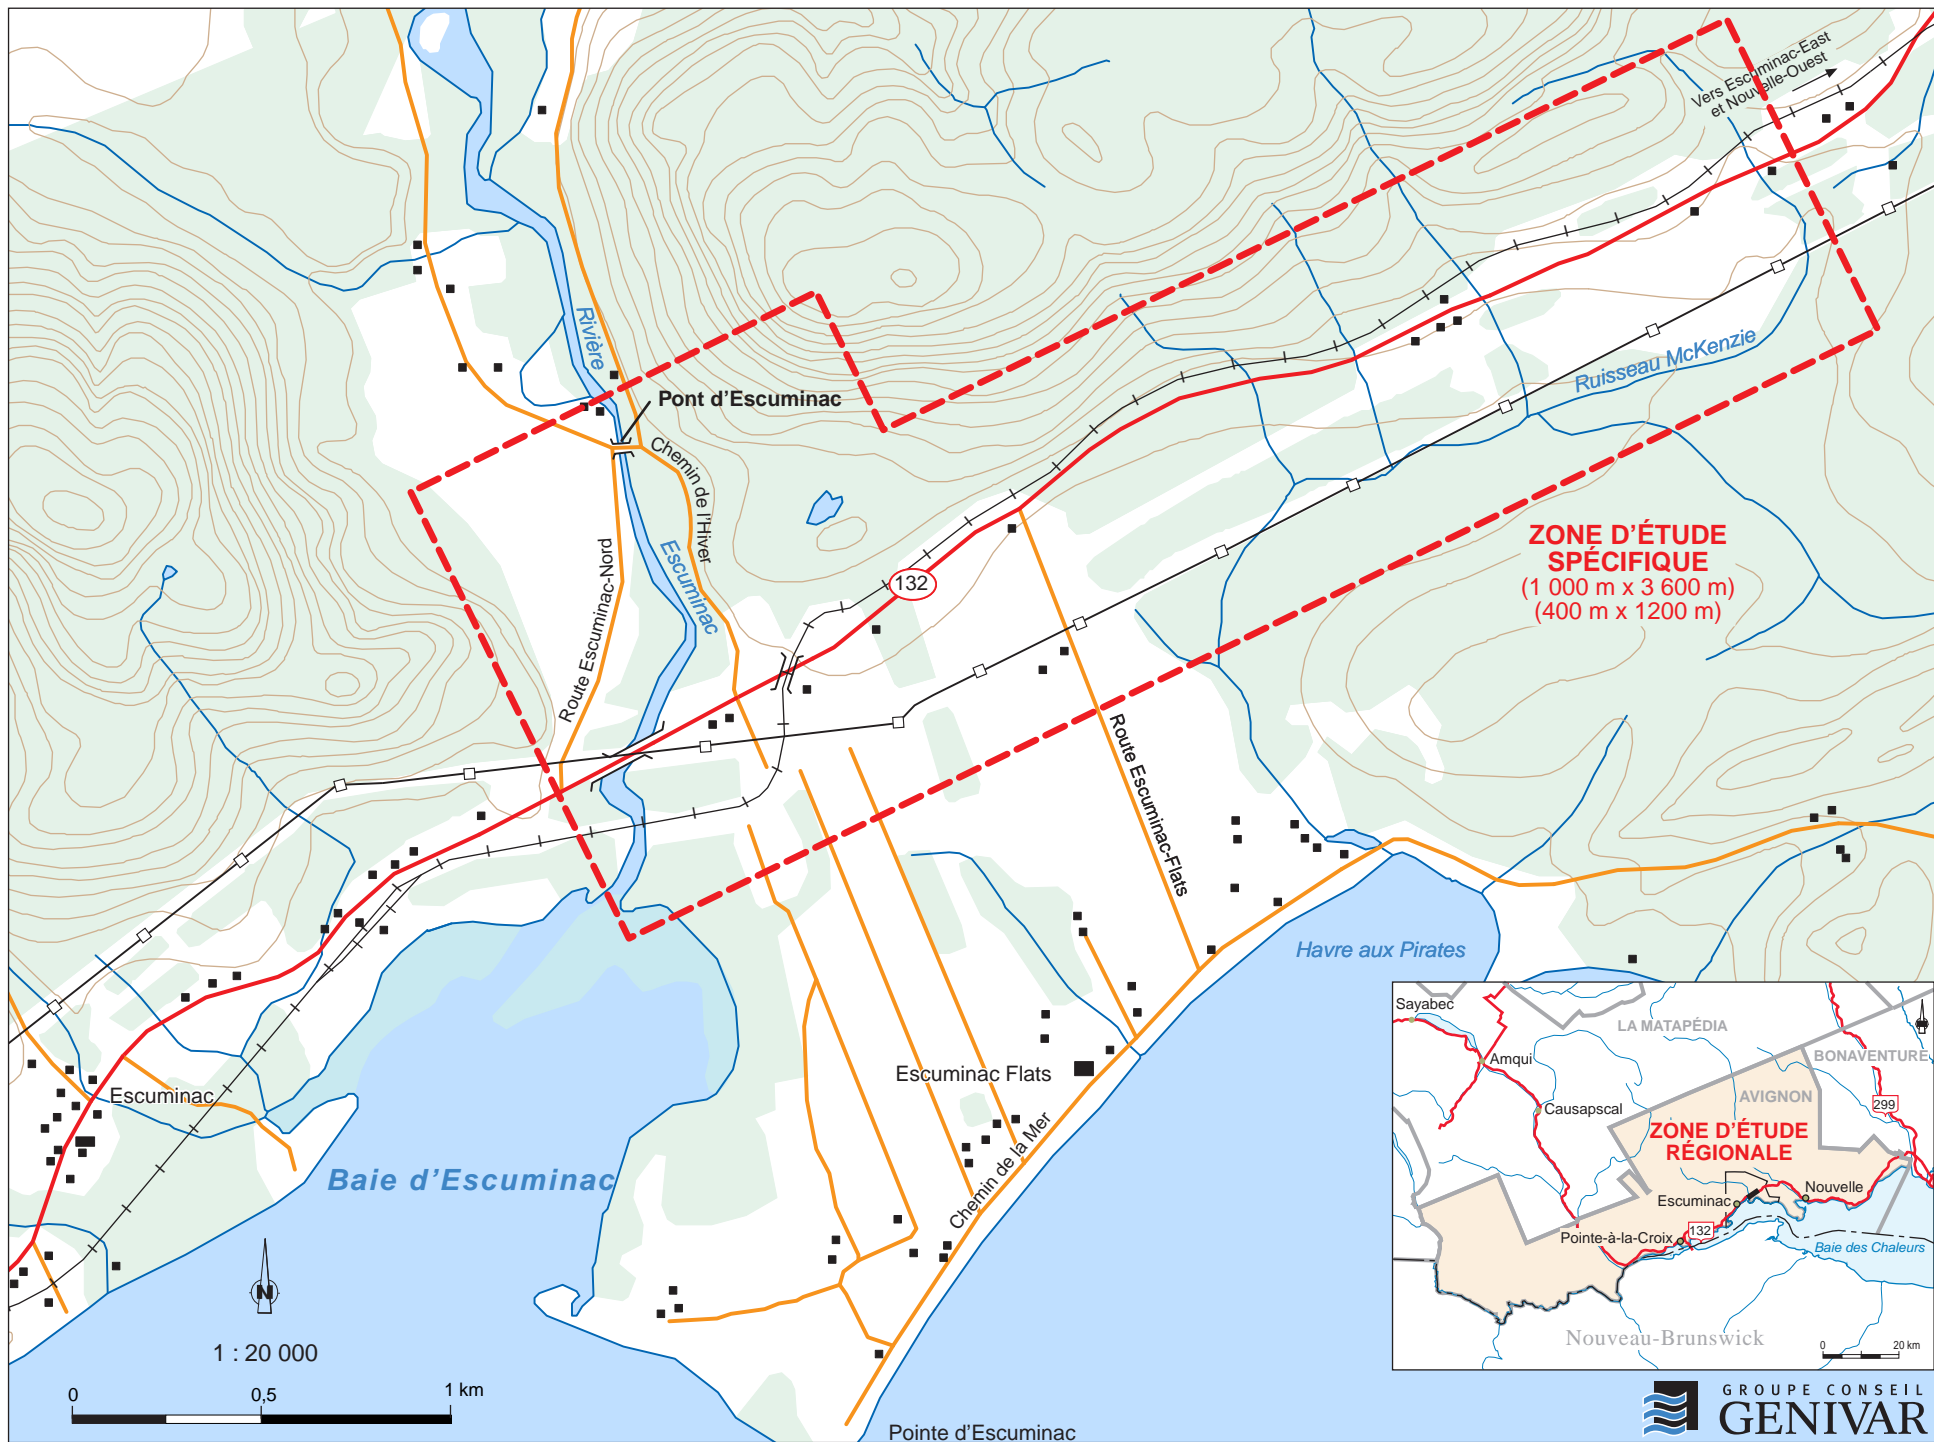 Vers Escuminac-East
et Nouvelle-Ouest
Rivière
Pont d'Escuminac
Chemin de l'Hiver
Ruisseau McKenzie
Route Escuminac-Nord
Escuminac
132
ZONE D'ÉTUDE
SPÉCIFIQUE
(1 000 m x 3 600 m)
(400 m x 1200 m)
Route Escuminac-Flats
Havre aux Pirates
Escuminac Flats
Escuminac
Chemin de la Mer
Baie d'Escuminac
N
1 : 20 000
0
0,5
1 km
Pointe d'Escuminac
Sayabec
LA MATAPÉDIA
N
Amqui
BONAVENTURE
AVIGNON
Causapscal
299
ZONE D'ÉTUDE
RÉGIONALE
Escuminac
Nouvelle
Pointe-à-la-Croix
132
Baie des Chaleurs
Nouveau-Brunswick
0
20 km
GROUPE CONSEIL
GENIVAR